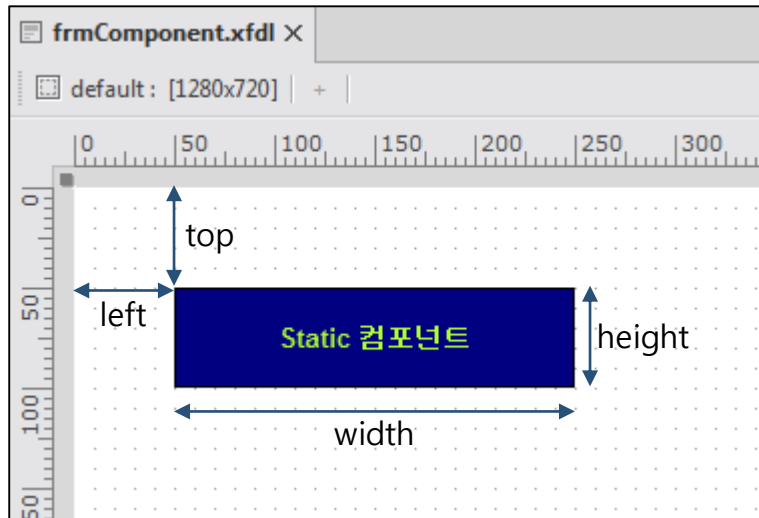 frmComponent.xfdl ×
default : [1280x720] +
0 50 100 150 200 250 300
0
top
50
left
Static 컴포넌트
height
100
width
50